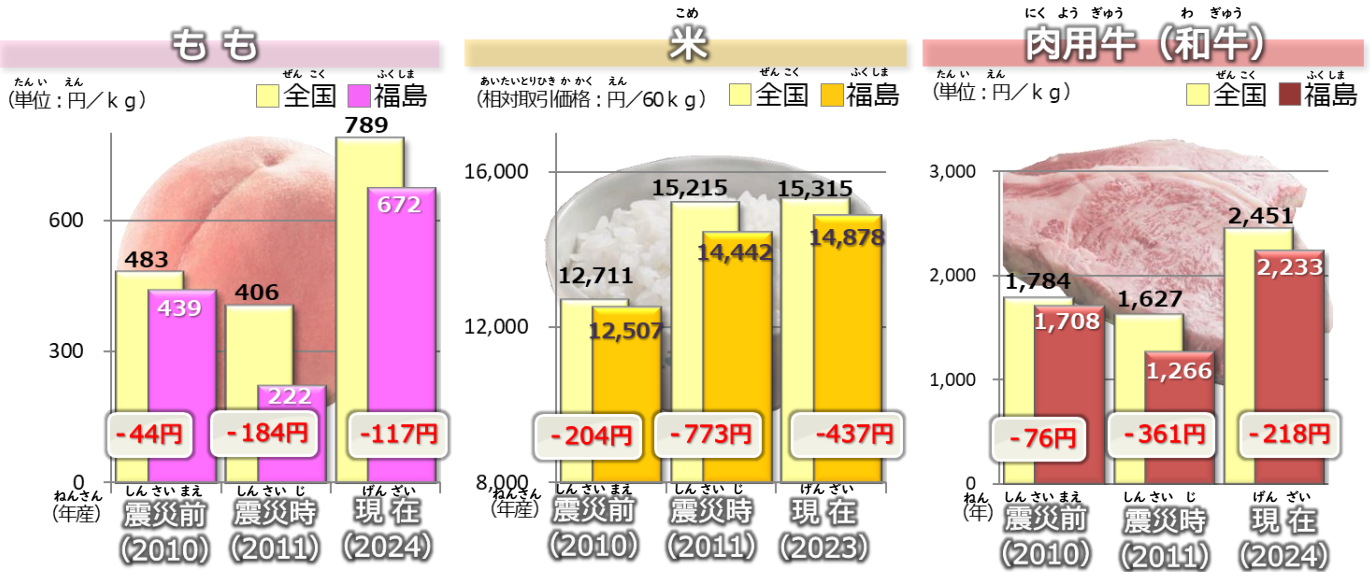 もも
たんい えん
（単位：円／ｋｇ）
ぜんこく ふくしま
全国 福島
789
672
600
483
439
406
300
222
-44円 -184円 -117円
0
ねんさん
（年産）
しんさいまえ しんさいじ げんざい
震災前 震災時 現在
（2010） （2011） （2024）
こめ
米
あいたいとりひきかかく えん
（相対取引価格：円／60ｋｇ）
ぜんこく ふくしま
全国 福島
16,000
15,215 15,315
14,442 14,878
12,711
12,000
12,507
-204円 -773円 -437円
8,000
ねんさん
（年産）
しんさいまえ しんさいじ げんざい
震災前 震災時 現在
（2010） （2011） （2023）
にくようぎゅう わぎゅう
肉用牛（和牛）
たんい えん
（単位：円／ｋｇ）
ぜんこく ふくしま
全国 福島
3,000
2,451
2,233
2,000
1,784
1,708
1,627
1,266
1,000
-76円 -361円 -218円
0
ねん
（年）
しんさいまえ しんさいじ げんざい
震災前 震災時 現在
（2010） （2011） （2024）